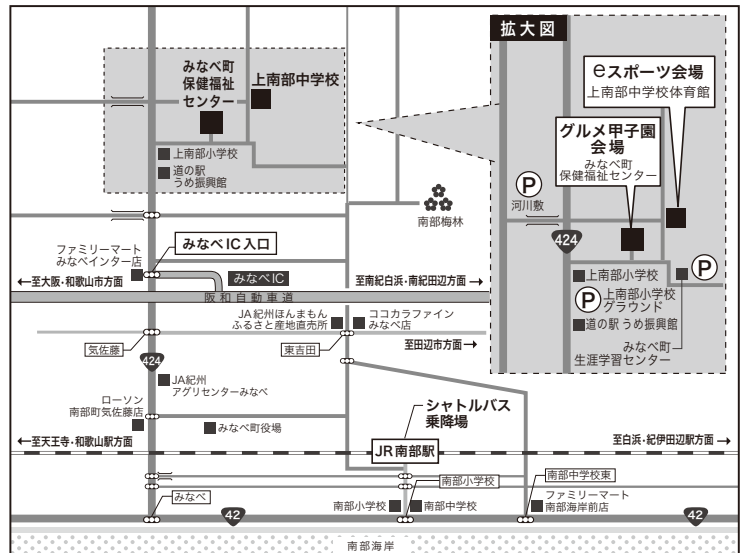 みなべ町
保健福祉
センター
上南部中学校
上南部小学校
道の駅
うめ振興館
南部梅林
拡大図
eスポーツ会場
上南部中学校体育館
グルメ甲子園
会場
みなべ町
保健福祉センター
P
河川敷
424
上南部小学校
P
P
上南部小学校
グラウンド
道の駅 うめ振興館
みなべ町
生涯学習センター
みなべIC入口
ファミリーマート
みなべインター店
みなべIC
←至大阪・和歌山市方面
至南紀白浜・南紀田辺方面→
阪和自動車道
JA紀州ほんまもん
ふるさと産地直売所
ココカラファイン
みなべ店
気佐藤
東吉田
至田辺市方面→
424
JA紀州
アグリセンターみなべ
ローソン
南部町気佐藤店
みなべ町役場
シャトルバス
乗降場
←至天王寺・和歌山駅方面
JR南部駅
至白浜・紀伊田辺駅方面→
南部小学校
南部中学校東
みなべ
南部小学校
南部中学校
ファミリーマート
南部海岸前店
42
42
南部海岸